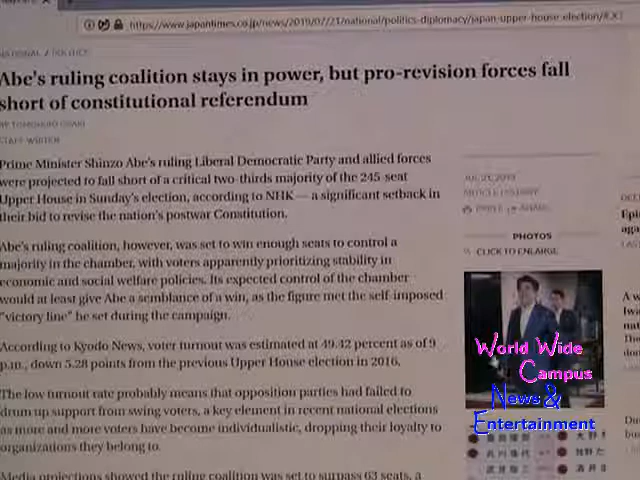 https://www.japantimes.co.jp/news/2019/07/21/national/politics-diplomacy/japan-upper-house-election/
NATIONAL / POLITICS
Abe's ruling coalition stays in power, but pro-revision forces fall
short of constitutional referendum
STAFF WRITER
Prime Minister Shinzo Abe's ruling Liberal Democratic Party and allied forces
were projected to fall short of a critical two-thirds majority of the 245-seat
Upper House in Sunday's election, according to NHK — a significant setback in
their bid to revise the nation's postwar Constitution.
Abe's ruling coalition, however, was set to win enough seats to control a
majority in the chamber, with voters apparently prioritizing stability in
economic and social welfare policies. Its expected control of the chamber
would at least give Abe a semblance of a win, as the figure met the self-imposed
"victory line" he set during the campaign.
According to Kyodo News, voter turnout was estimated at 49.12 percent as of 9
p.m., down 5.28 points from the previous Upper House election in 2016.
The low turnout rate probably means that opposition parties had failed to
drum up support from swing voters, a key element in recent national elections
as more and more voters have become individualistic, dropping their loyalty to
organizations they belong to.
Media projections showed the ruling coalition was set to surpass 63 seats, a
JUL 21, 2019
ARTICLE HISTORY
PRINT SHARE
PHOTOS
CLICK TO ENLARGE
World Wide
Campus
News &
Entertainment